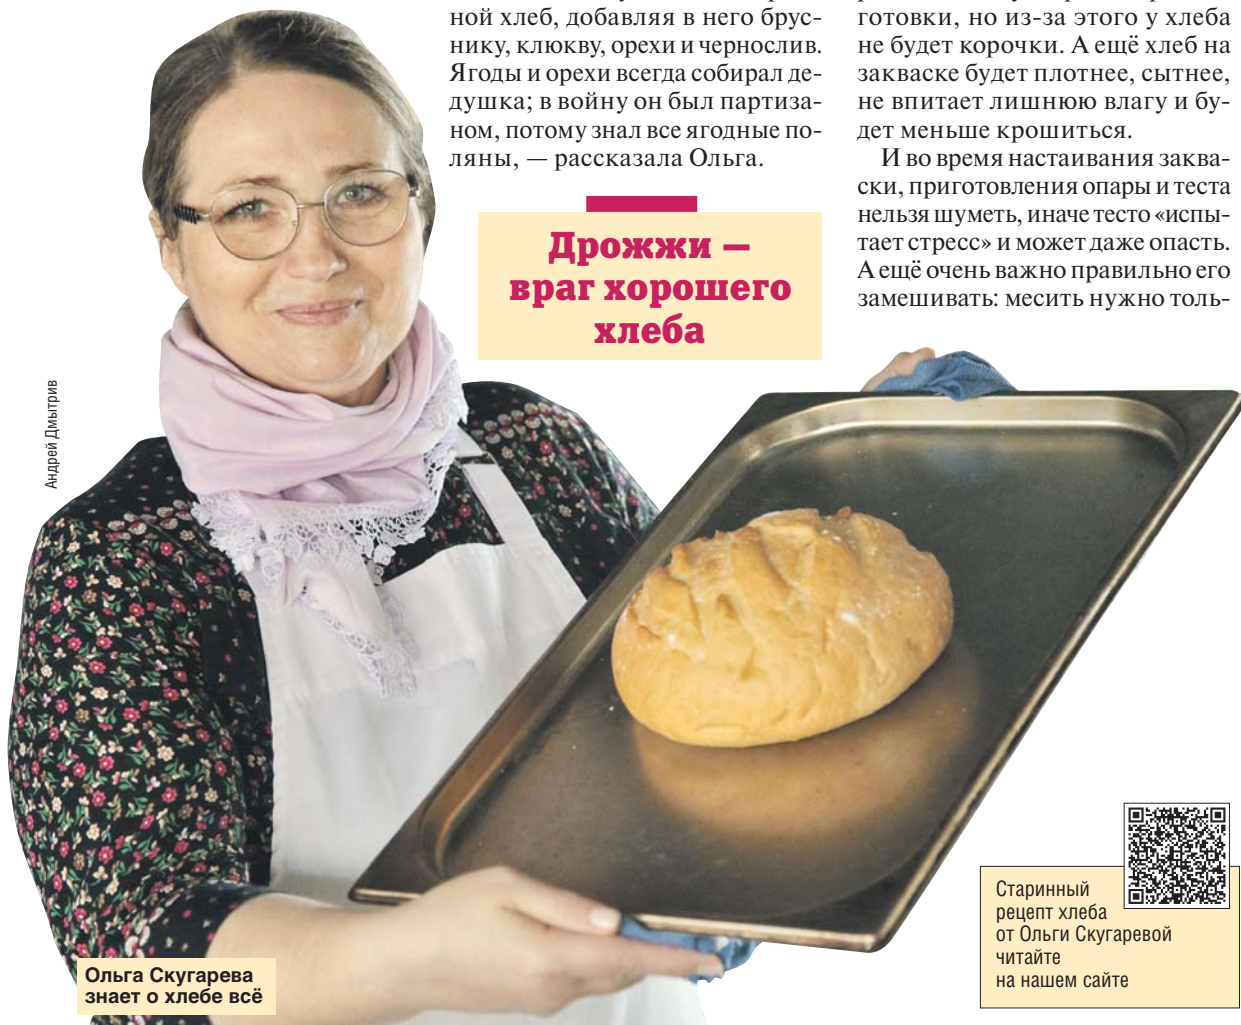 ной хлеб, добавляя в него брус-
нику, клюкву, орехи и чернослив.
Ягоды и орехи всегда собирал де-
душка; в войну он был партиза-
ном, потому знал все ягодные по-
ляны, — рассказала Ольга.
Дрожжи —
враг хорошего
хлеба
готовки, но из-за этого у хлеба
не будет корочки. А ещё хлеб на
закваске будет плотнее, сытнее,
не впитает лишнюю влагу и бу-
дет меньше крошиться.
И во время настаивания заква-
ски, приготовления опары и теста
нельзя шуметь, иначе тесто «испы-
тает стресс» и может даже опасть.
А ещё очень важно правильно его
замешивать: месить нужно толь-
Андрей Дмытрив
Ольга Скугарева
знает о хлебе всё
Старинный
рецепт хлеба
от Ольги Скугаревой
читайте
на нашем сайте